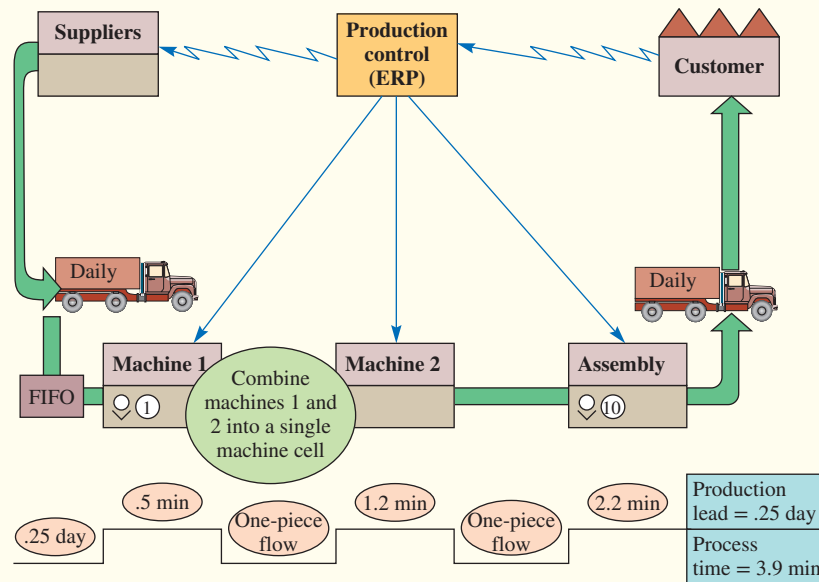 Suppliers
Production
control
(ERP)
Customer
Daily
Daily
FIFO
Machine 1
1
Combine
machines 1 and
2 into a single
machine cell
Machine 2
Assembly
10
.25 day
.5 min
One-piece
flow
1.2 min
One-piece
flow
2.2 min
Production
lead = .25 day
Process
time = 3.9 min